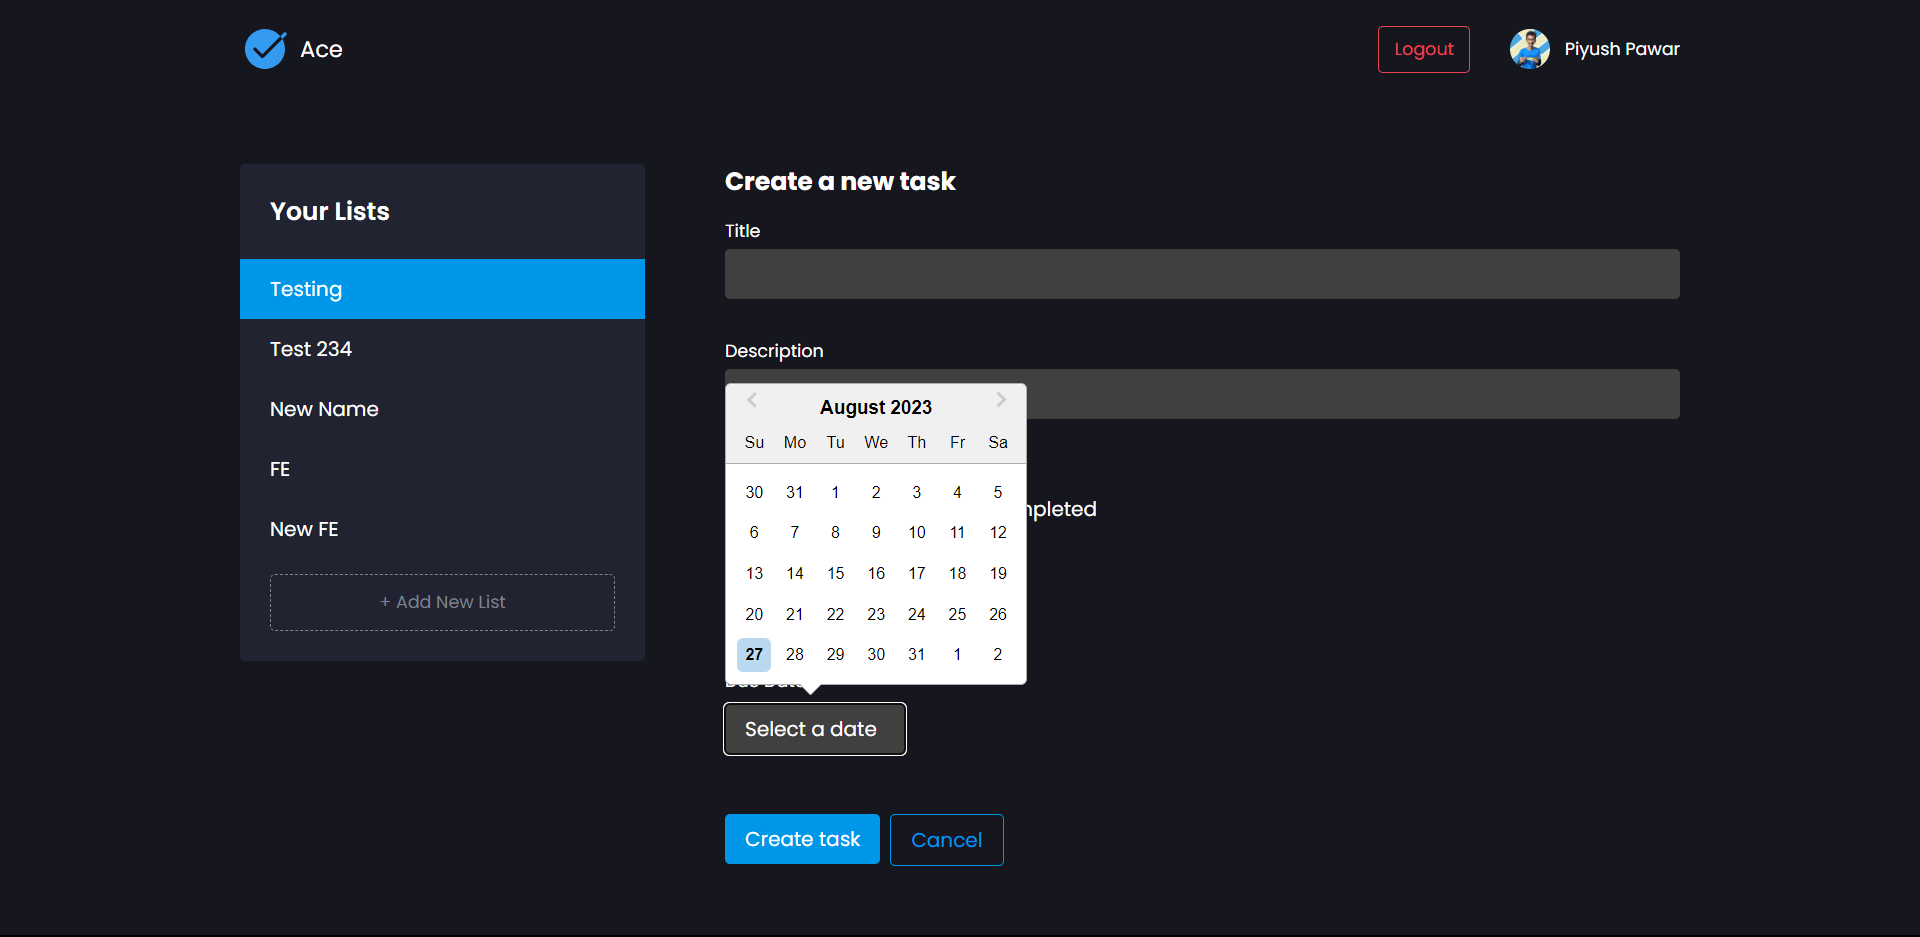 Ace
Logout
Piyush Pawar
Your Lists
Testing
Test 234
New Name
FE
New FE
+ Add New List
Create a new task
Title
Description
August 2023
Su Mo Tu We Th Fr Sa
30 31 1 2 3 4 5
6 7 8 9 10 11 12
13 14 15 16 17 18 19
20 21 22 23 24 25 26
27 28 29 30 31 1 2
mpleted
Due Date
Select a date
Create task
Cancel